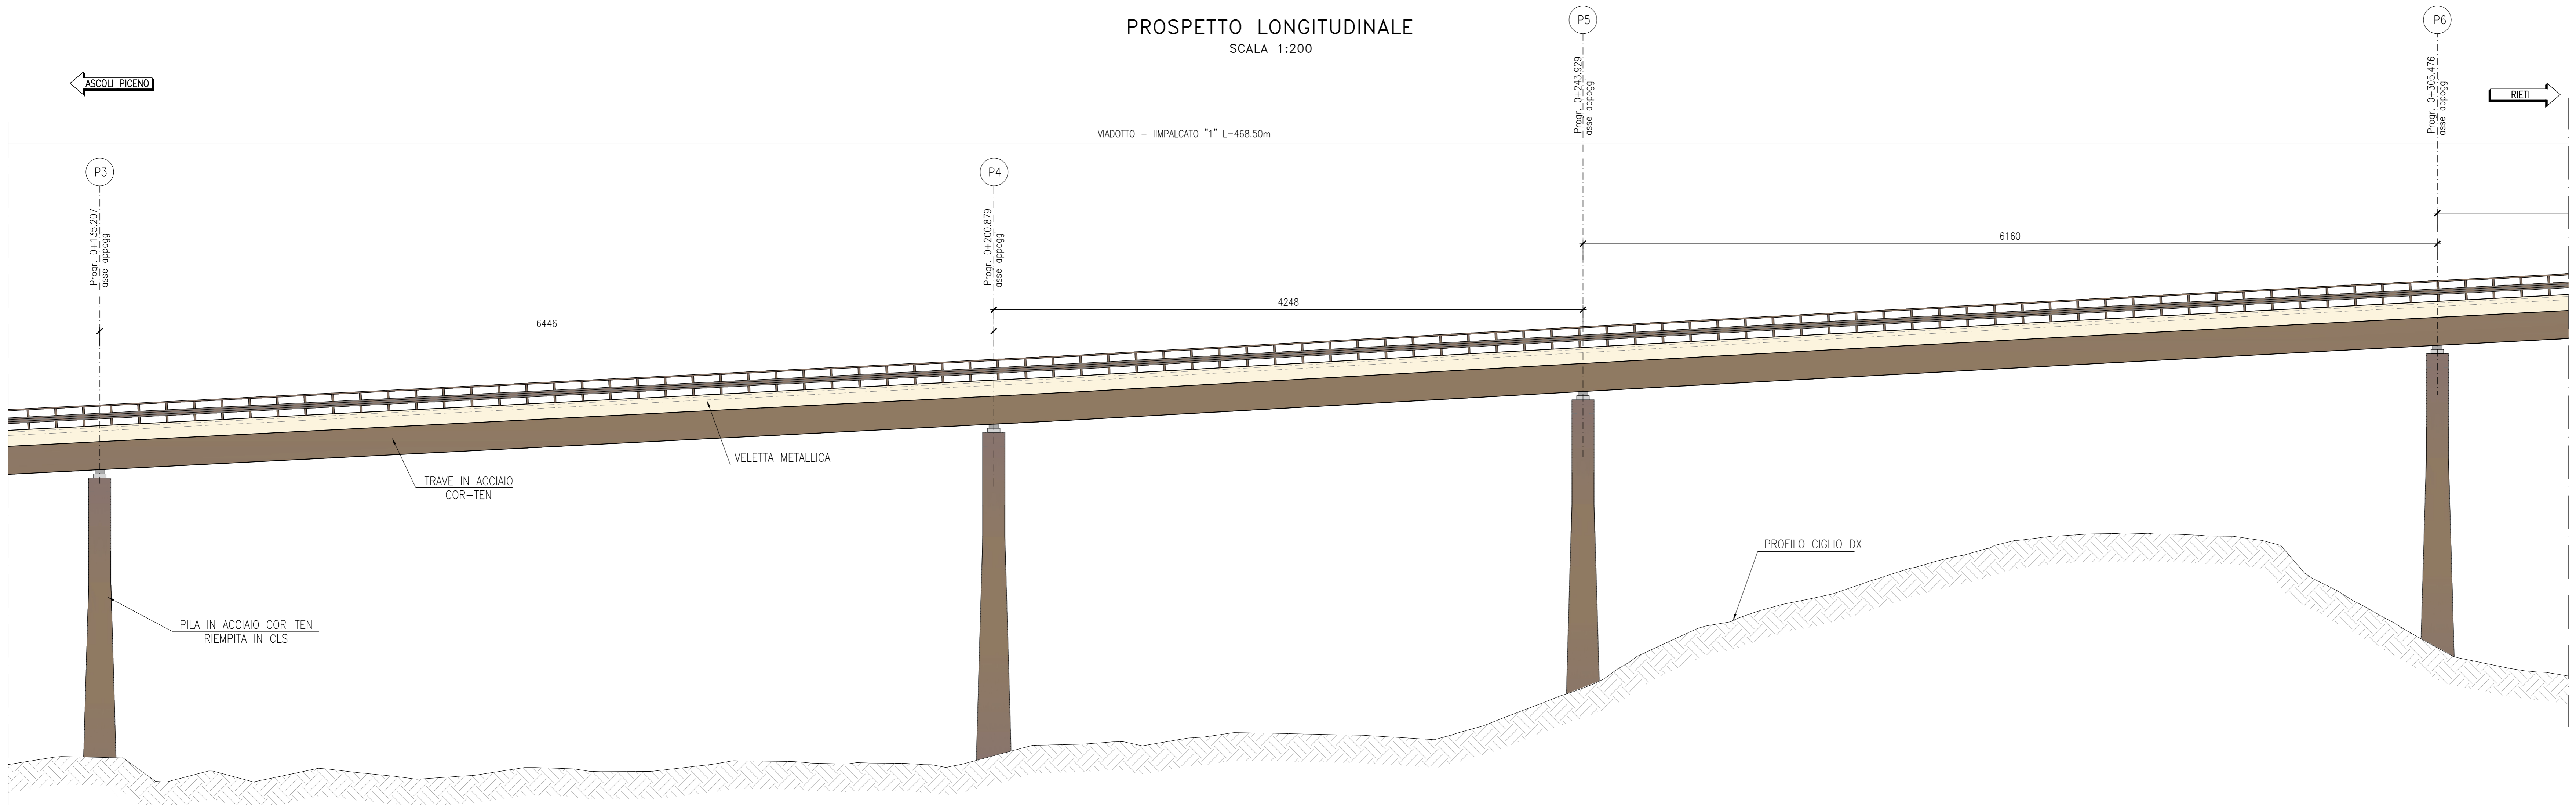 PROSPETTO LONGITUDINALE
SCALA 1:200
P5
P6
ASCOLI PICENO
RIETI
Progr. 0+243.929
asse appoggi
Progr. 0+305.476
asse appoggi
VIADOTTO - IIMPALCATO "1" L=468.50m
P3
P4
Progr. 0+135.207
asse appoggi
Progr. 0+200.879
asse appoggi
6160
4248
6446
VELETTA METALLICA
TRAVE IN ACCIAIO
COR-TEN
PROFILO CIGLIO DX
PILA IN ACCIAIO COR-TEN
RIEMPITA IN CLS